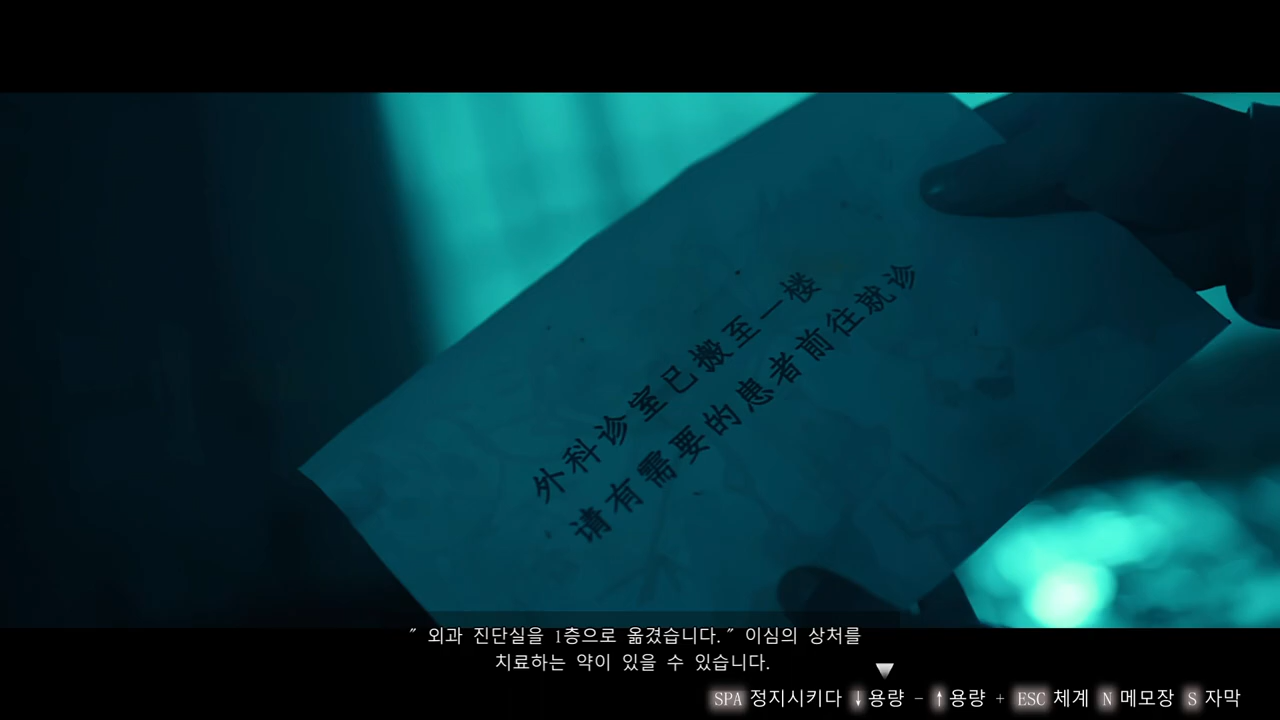 外科诊室已搬至一楼
请有需要的患者前往就诊
" 외과 진단실을 1층으로 옮겼습니다." 이심의 상처를
치료하는 약이 있을 수 있습니다.
SPA 정지시키다 ↓ 용량 - ↑ 용량 + ESC 체계 N 메모장 S 자막